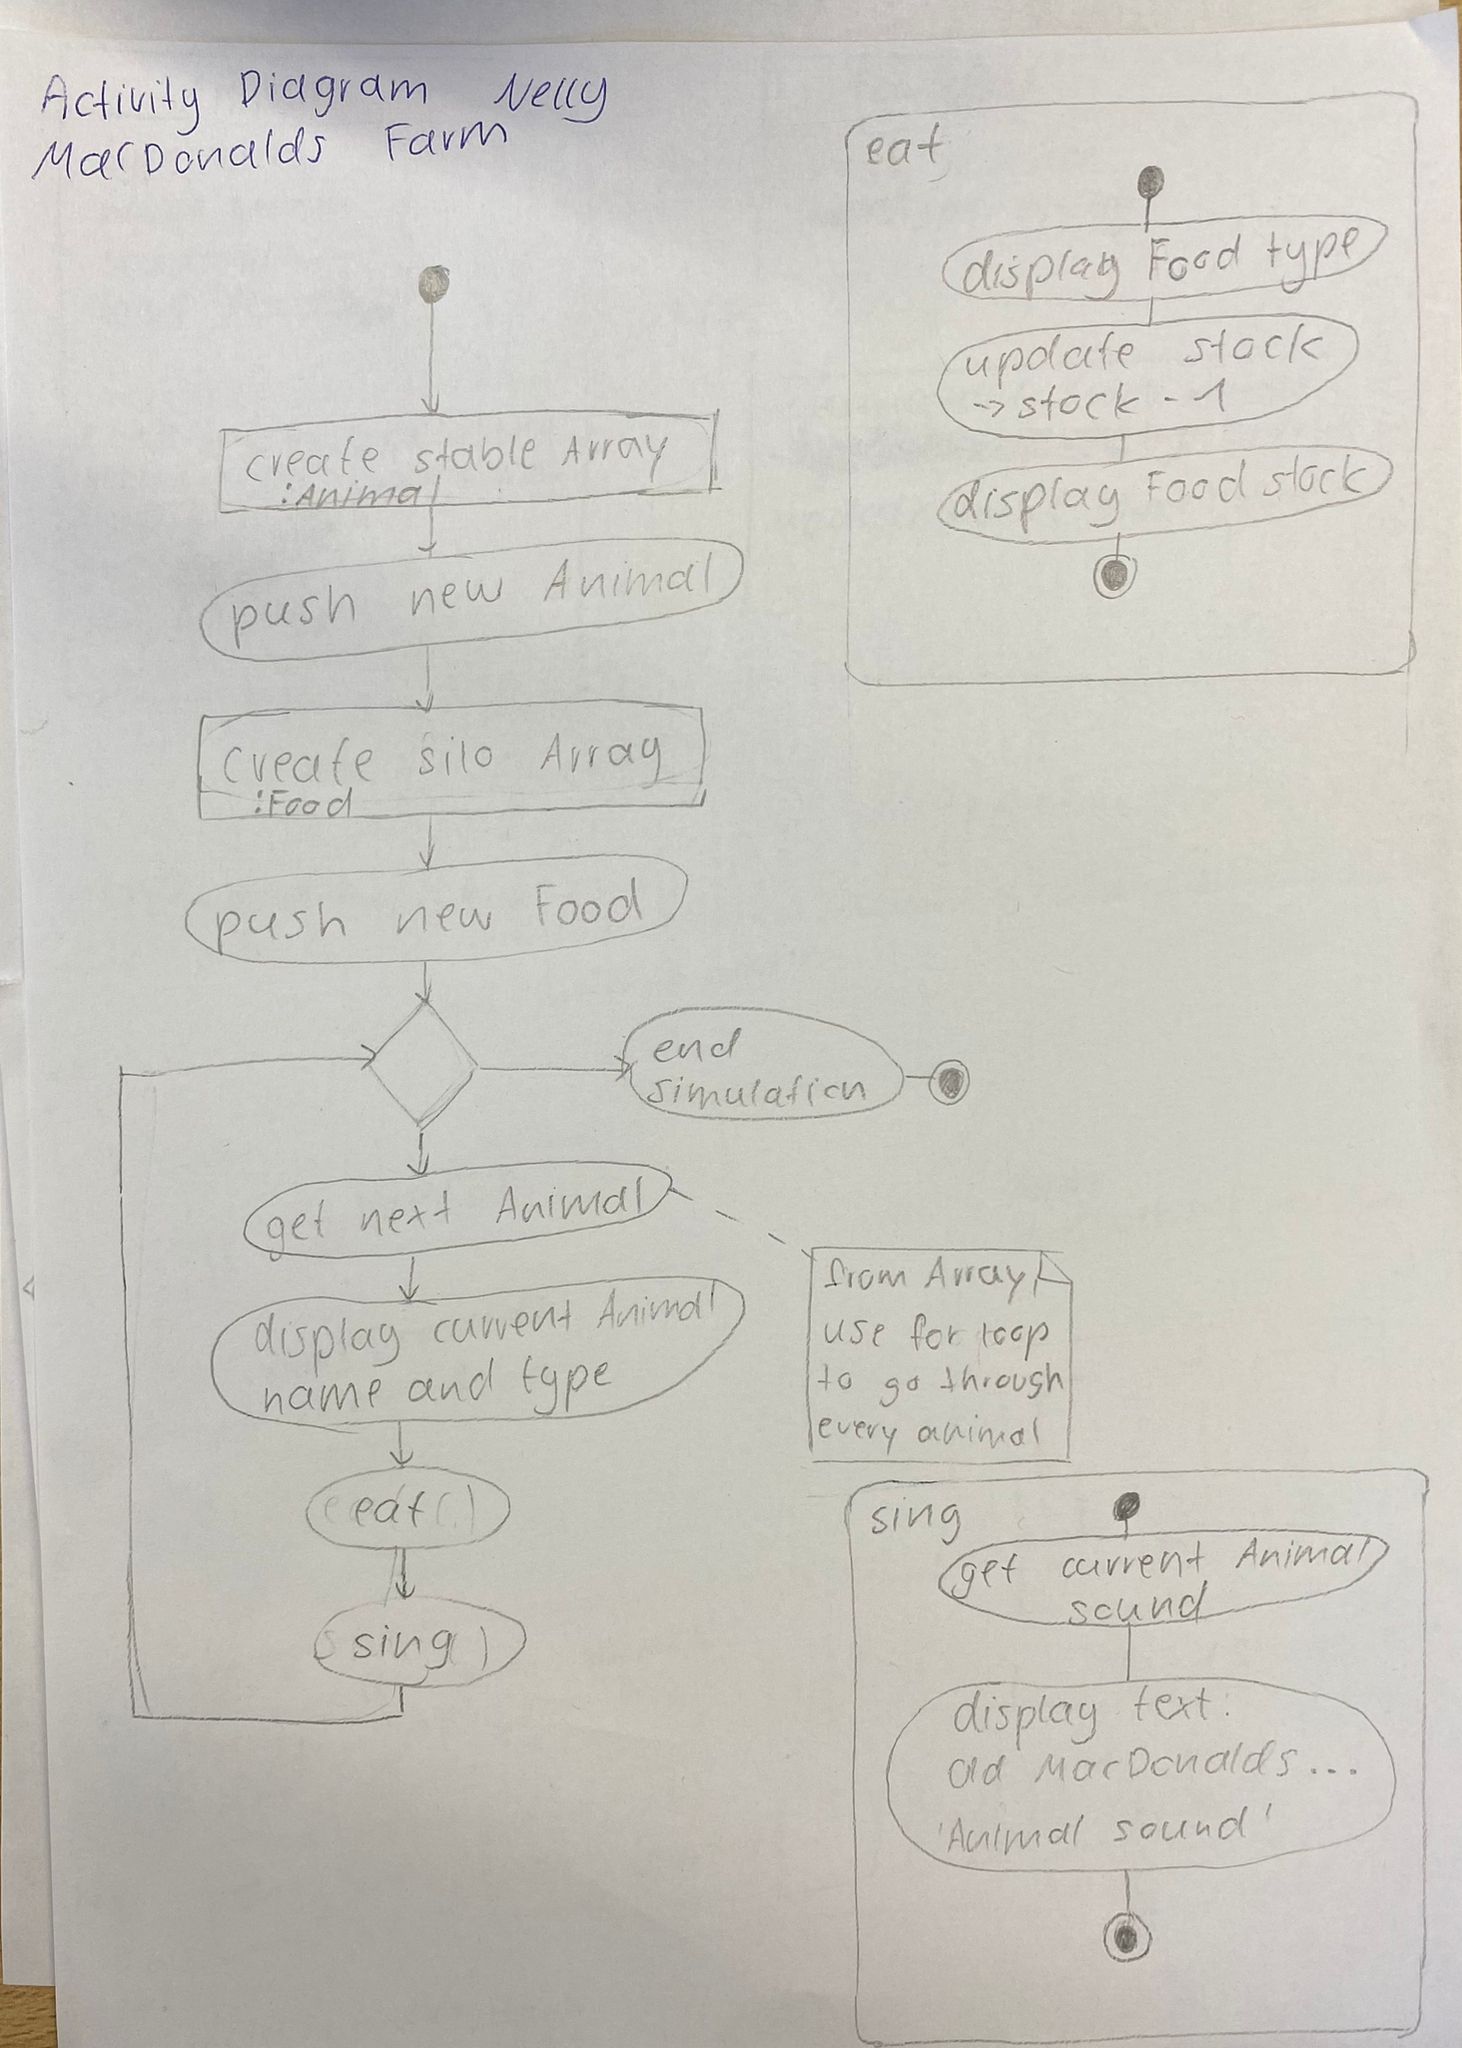 Activity Diagram Nelly
MacDonalds Farm
create stable Array
:Animal
push new Animal
create silo Array
:Food
push new Food
end
simulation
get next Animal
display current Animal
name and type
eat()
sing()
from Array,
use for loop
to go through
every animal
eat
display Food type
update stock
→ stock - 1
display Food stock
sing
get current Animal
sound
display text:
old MacDonalds...
'Animal sound'